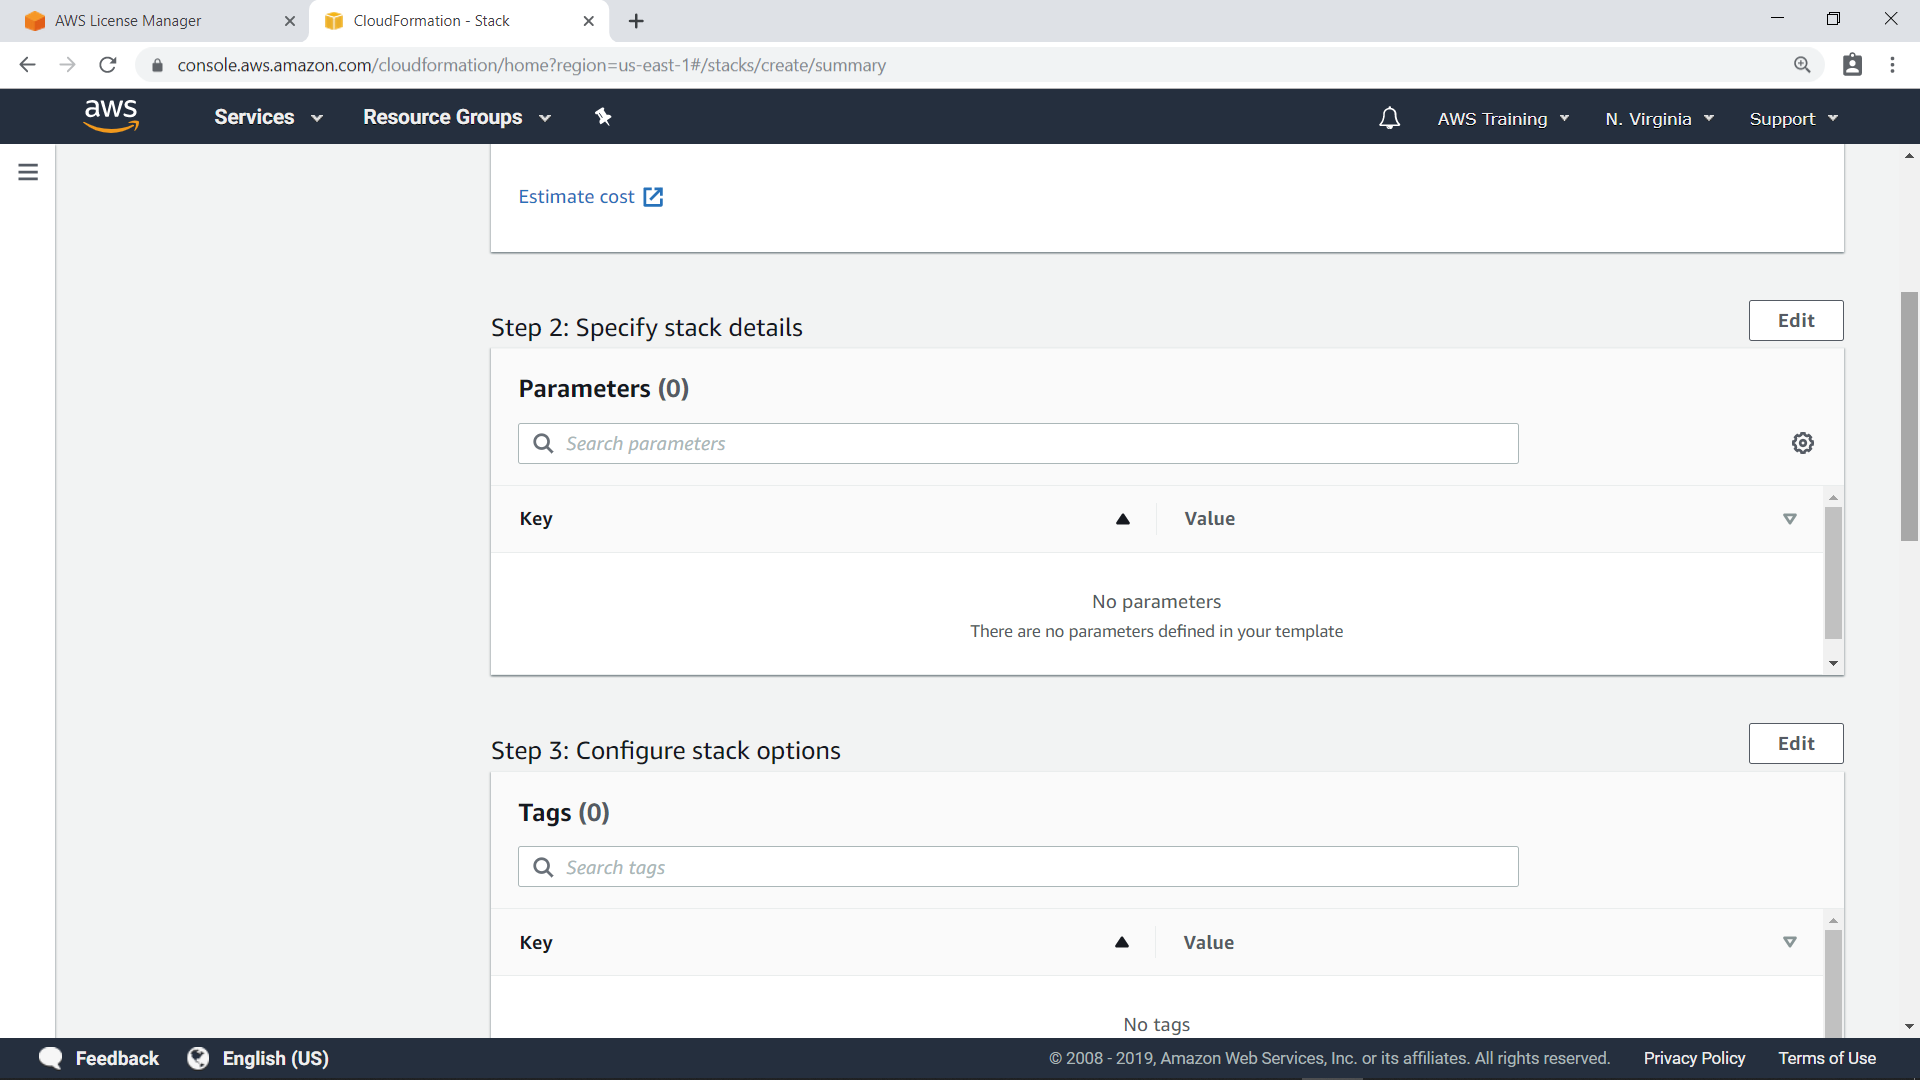 AWS License Manager
CloudFormation - Stack
console.aws.amazon.com/cloudformation/home?region=us-east-1#/stacks/create/summary
aws
Services
Resource Groups
AWS Training
N. Virginia
Support
Estimate cost
Step 2: Specify stack details
Edit
Parameters (0)
Search parameters
Key
Value
No parameters
There are no parameters defined in your template
Step 3: Configure stack options
Edit
Tags (0)
Search tags
Key
Value
No tags
Feedback
English (US)
© 2008 - 2019, Amazon Web Services, Inc. or its affiliates. All rights reserved.
Privacy Policy
Terms of Use